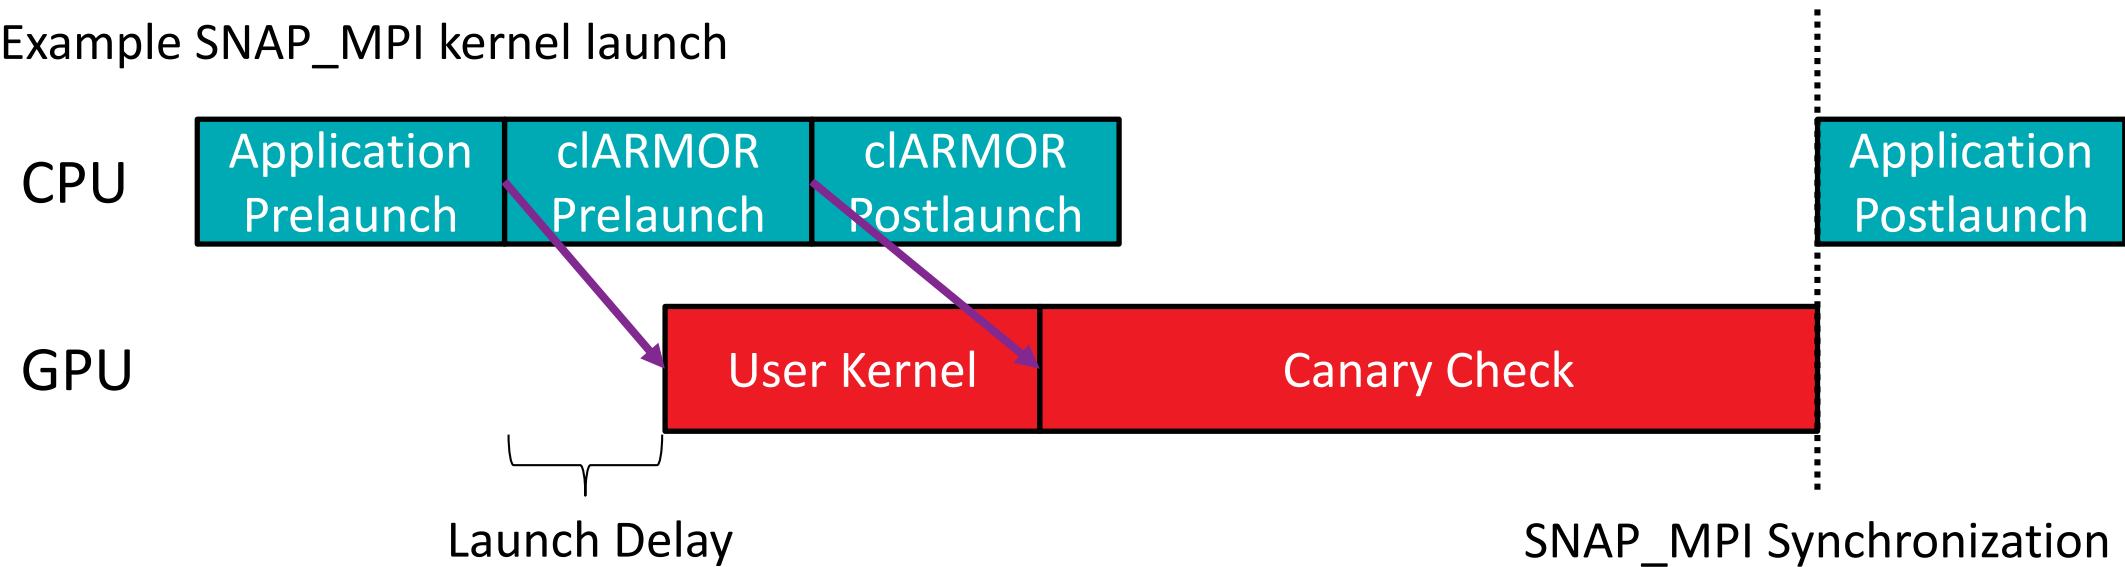 Example SNAP_MPI kernel launch
CPU
Application
Prelaunch
clARMOR
Prelaunch
clARMOR
Postlaunch
Application
Postlaunch
GPU
User Kernel
Canary Check
Launch Delay
SNAP_MPI Synchronization